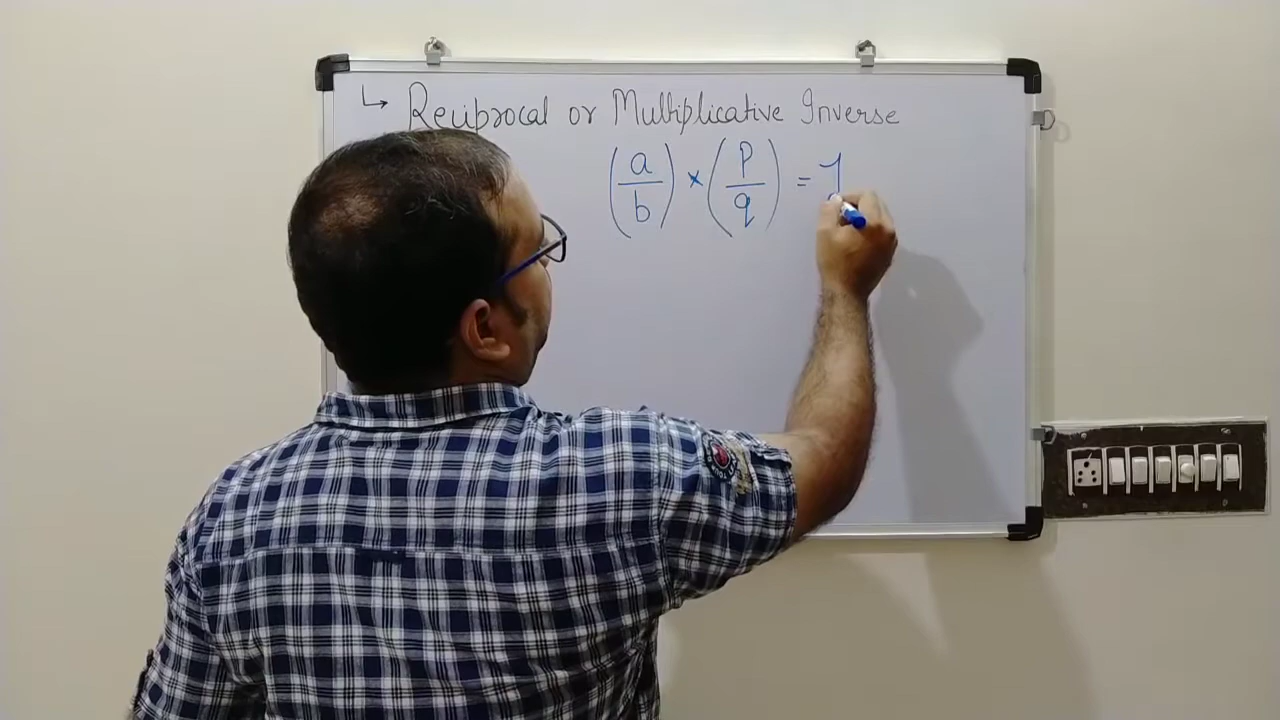 ↳ Reciprocal or Multiplicative Inverse
(a/b) × (p/q) = 1